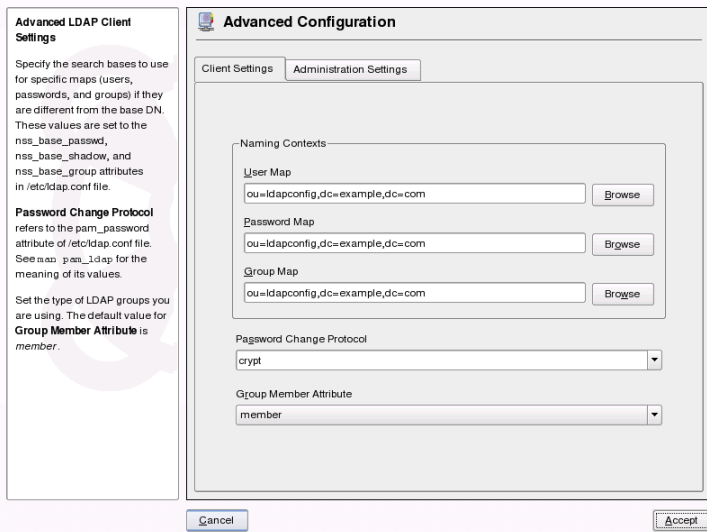 Advanced LDAP Client
Settings
Specify the search bases to use
for specific maps (users,
passwords, and groups) if they
are different from the base DN.
These values are set to the
nss_base_passwd,
nss_base_shadow, and
nss_base_group attributes
in /etc/ldap.conf file.
Password Change Protocol
refers to the pam_password
attribute of /etc/ldap.conf file.
See man pam_ldap for the
meaning of its values.
Set the type of LDAP groups you
are using. The default value for
Group Member Attribute is
member.
Advanced Configuration
Client Settings
Administration Settings
Naming Contexts
User Map
ou=ldapconfig,dc=example,dc=com
Browse
Password Map
ou=ldapconfig,dc=example,dc=com
Browse
Group Map
ou=ldapconfig,dc=example,dc=com
Browse
Password Change Protocol
crypt
Group Member Attribute
member
Cancel
Accept